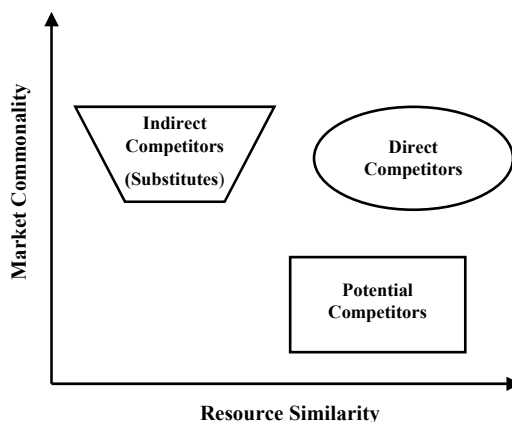 Market Commonality
Indirect
Competitors
(Substitutes)
Direct
Competitors
Potential
Competitors
Resource Similarity